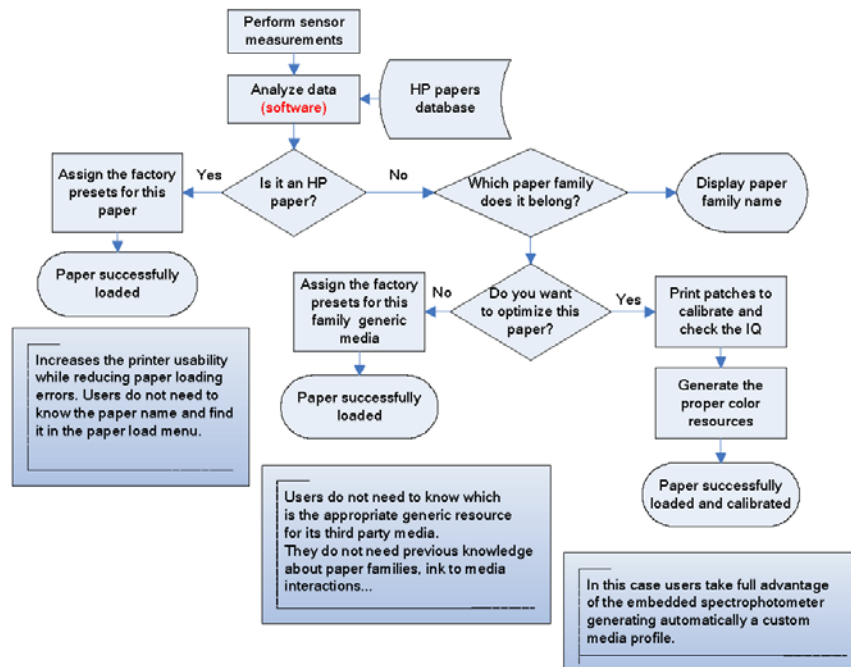 Perform sensor
measurements
Analyze data
(software)
HP papers
database
Assign the factory
presets for this
paper
Yes
Is it an HP
paper?
No
Which paper family
does it belong?
Display paper
family name
Paper successfully
loaded
Assign the factory
presets for this
family generic
media
No
Do you want
to optimize this
paper?
Yes
Print patches to
calibrate and
check the IQ
Increases the printer usability
while reducing paper loading
errors. Users do not need to
know the paper name and find
it in the paper load menu.
Paper successfully
loaded
Generate the
proper color
resources
Paper successfully
loaded and calibrated
Users do not need to know which
is the appropriate generic resource
for its third party media.
They do not need previous knowledge
about paper families, ink to media
interactions...
In this case users take full advantage
of the embedded spectrophotometer
generating automatically a custom
media profile.